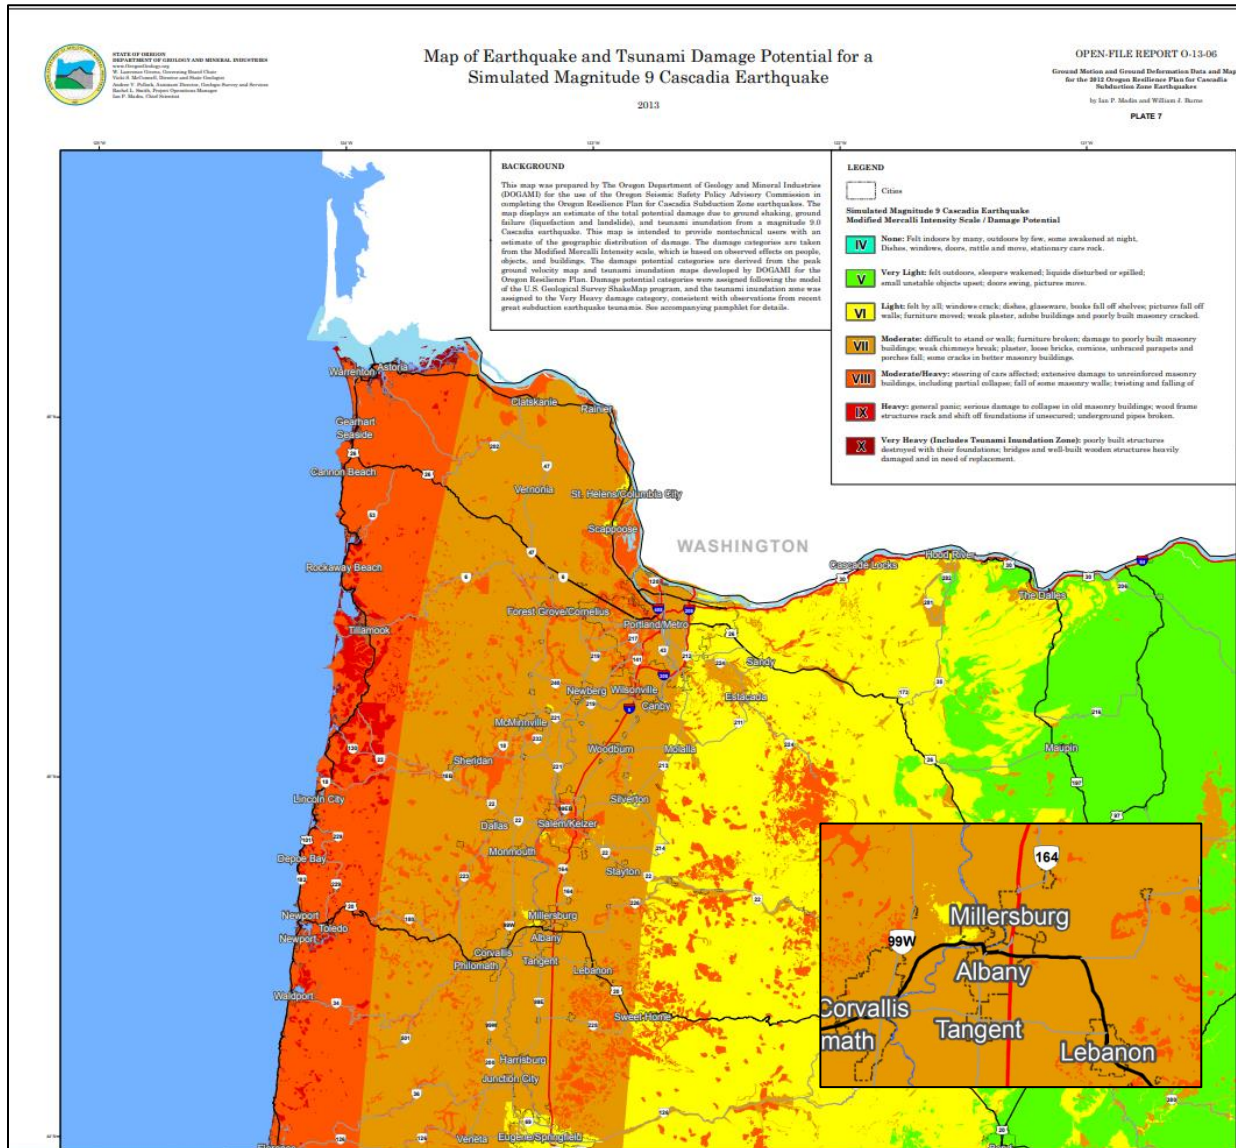 STATE OF OREGON
DEPARTMENT OF GEOLOGY AND MINERAL INDUSTRIES
www.OregonGeology.org
Map of Earthquake and Tsunami Damage Potential for a
Simulated Magnitude 9 Cascadia Earthquake
2013
OPEN-FILE REPORT O-13-06
Ground Motion and Ground Deformation Data and Map
for the 2012 Oregon Resilience Plan for Cascadia
Subduction Zone Earthquakes
by Ian P. Madin and William J. Burns
PLATE 7
BACKGROUND
This map was prepared by The Oregon Department of Geology and Mineral Industries
(DOGAMI) for the use of the Oregon Seismic Safety Policy Advisory Commission in
completing the Oregon Resilience Plan for Cascadia Subduction Zone earthquakes. The
map displays an estimate of the total potential damage due to ground shaking, ground
failure (liquefaction and landslide), and tsunami inundation from a magnitude 9.0
Cascadia earthquake. This map is intended to provide nontechnical users with an
estimate of the geographic distribution of damage. The damage categories are taken
from the Modified Mercalli Intensity scale, which is based on observed effects on people,
objects, and buildings. The damage potential categories are derived from the peak
ground velocity map and tsunami inundation maps developed by DOGAMI for the
Oregon Resilience Plan. Damage potential categories were assigned following the model
of the U.S. Geological Survey ShakeMap program, and the tsunami inundation zone was
assigned to the Very Heavy damage category, consistent with observations from recent
great subduction earthquake tsunamis. See accompanying pamphlet for details.
LEGEND
Cities
Simulated Magnitude 9 Cascadia Earthquake
Modified Mercalli Intensity Scale / Damage Potential
IV None: Felt indoors by many, outdoors by few, some awakened at night,
Dishes, windows, doors, rattle and move, stationary cars rock.
V Very Light: felt outdoors, sleepers wakened; liquids disturbed or spilled;
small unstable objects upset; doors swing, pictures move.
VI Light: felt by all; windows crack; dishes, glassware, books fall off shelves; pictures fall off
walls; furniture moved; weak plaster, adobe buildings and poorly built masonry cracked.
VII Moderate: difficult to stand or walk; furniture broken; damage to poorly built masonry
buildings; weak chimneys break; plaster, loose bricks, cornices, unbraced parapets and
porches fall; some cracks in better masonry buildings.
VIII Moderate/Heavy: steering of cars affected; extensive damage to unreinforced masonry
buildings, including partial collapse; fall of some masonry walls; twisting and falling of
IX Heavy: general panic; serious damage to collapse in old masonry buildings; wood frame
structures rack and shift off foundations if unsecured; underground pipes broken.
X Very Heavy (Includes Tsunami Inundation Zone): poorly built structures
destroyed with their foundations; bridges and well-built wooden structures heavily
damaged and in need of replacement.
Astoria
Warrenton
Clatskanie
Rainier
Gearhart
Seaside
Cannon Beach
Vernonia
St. Helens/Columbia City
Scappoose
WASHINGTON
Hood River
Cascade Locks
Rockaway Beach
The Dalles
Forest Grove/Cornelius
Portland/Metro
Tillamook
Sandy
Newberg
Wilsonville
Estacada
Canby
McMinnville
Woodburn
Molalla
Maupin
Sheridan
Lincoln City
Silverton
Dallas
Salem/Keizer
Monmouth
Depoe Bay
Stayton
Newport
Millersburg
Toledo
Newport
Albany
Corvallis
Philomath
Tangent
Lebanon
Waldport
Sweet Home
Harrisburg
Junction City
Veneta
Eugene/Springfield
164
Millersburg
99W
Albany
Corvallis
math
Tangent
Lebanon